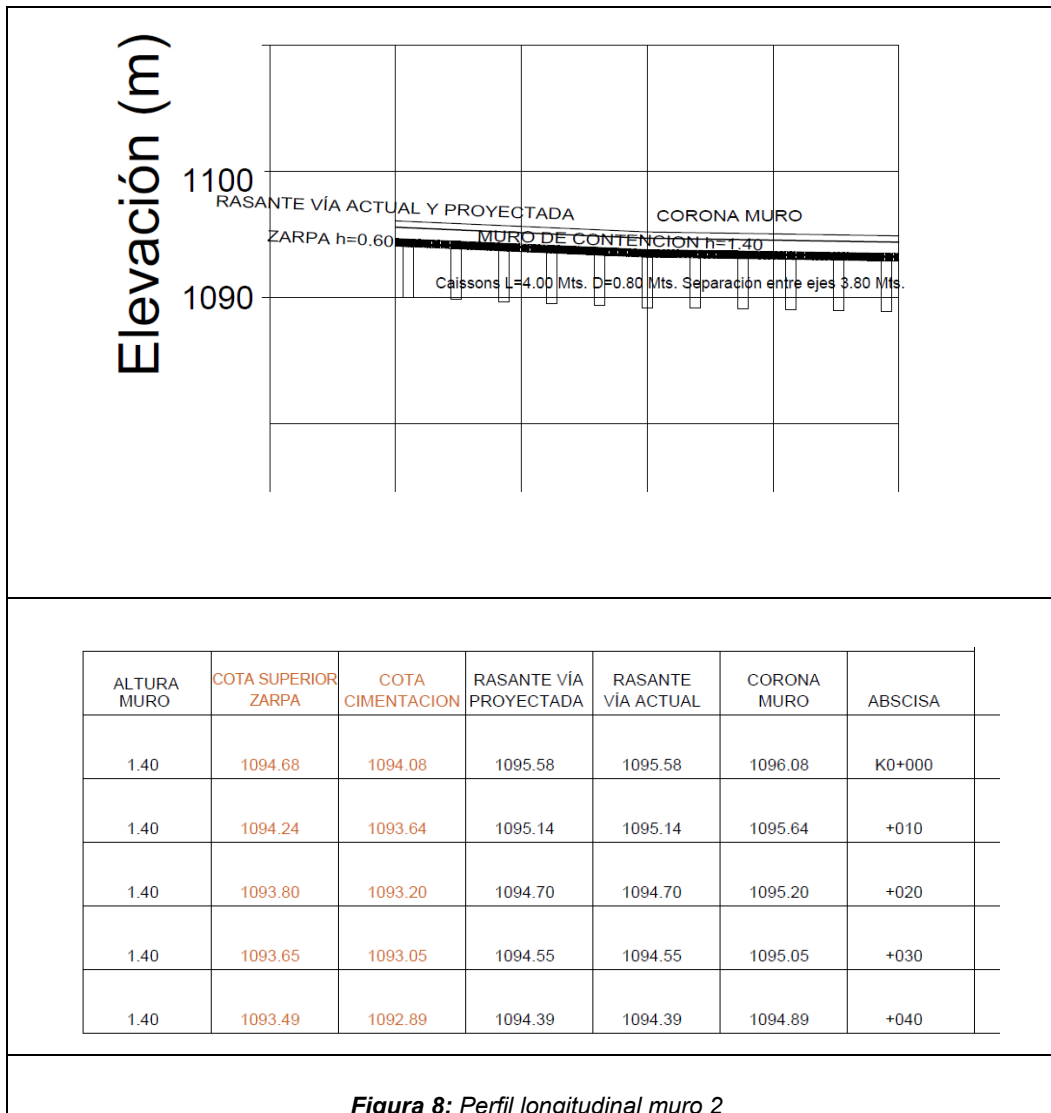 Elevación (m)
1100
RASANTE VÍA ACTUAL Y PROYECTADA
CORONA MURO
ZARPA h=0.60
MURO DE CONTENCION h=1.40
Caissons L=4.00 Mts. D=0.80 Mts. Separación entre ejes 3.80 Mts.
1090
ALTURA MURO COTA SUPERIOR ZARPA COTA CIMENTACION RASANTE VÍA PROYECTADA RASANTE VÍA ACTUAL CORONA MURO ABSCISA
1.40 1094.68 1094.08 1095.58 1095.58 1096.08 K0+000
1.40 1094.24 1093.64 1095.14 1095.14 1095.64 +010
1.40 1093.80 1093.20 1094.70 1094.70 1095.20 +020
1.40 1093.65 1093.05 1094.55 1094.55 1095.05 +030
1.40 1093.49 1092.89 1094.39 1094.39 1094.89 +040
Figura 8: Perfil longitudinal muro 2